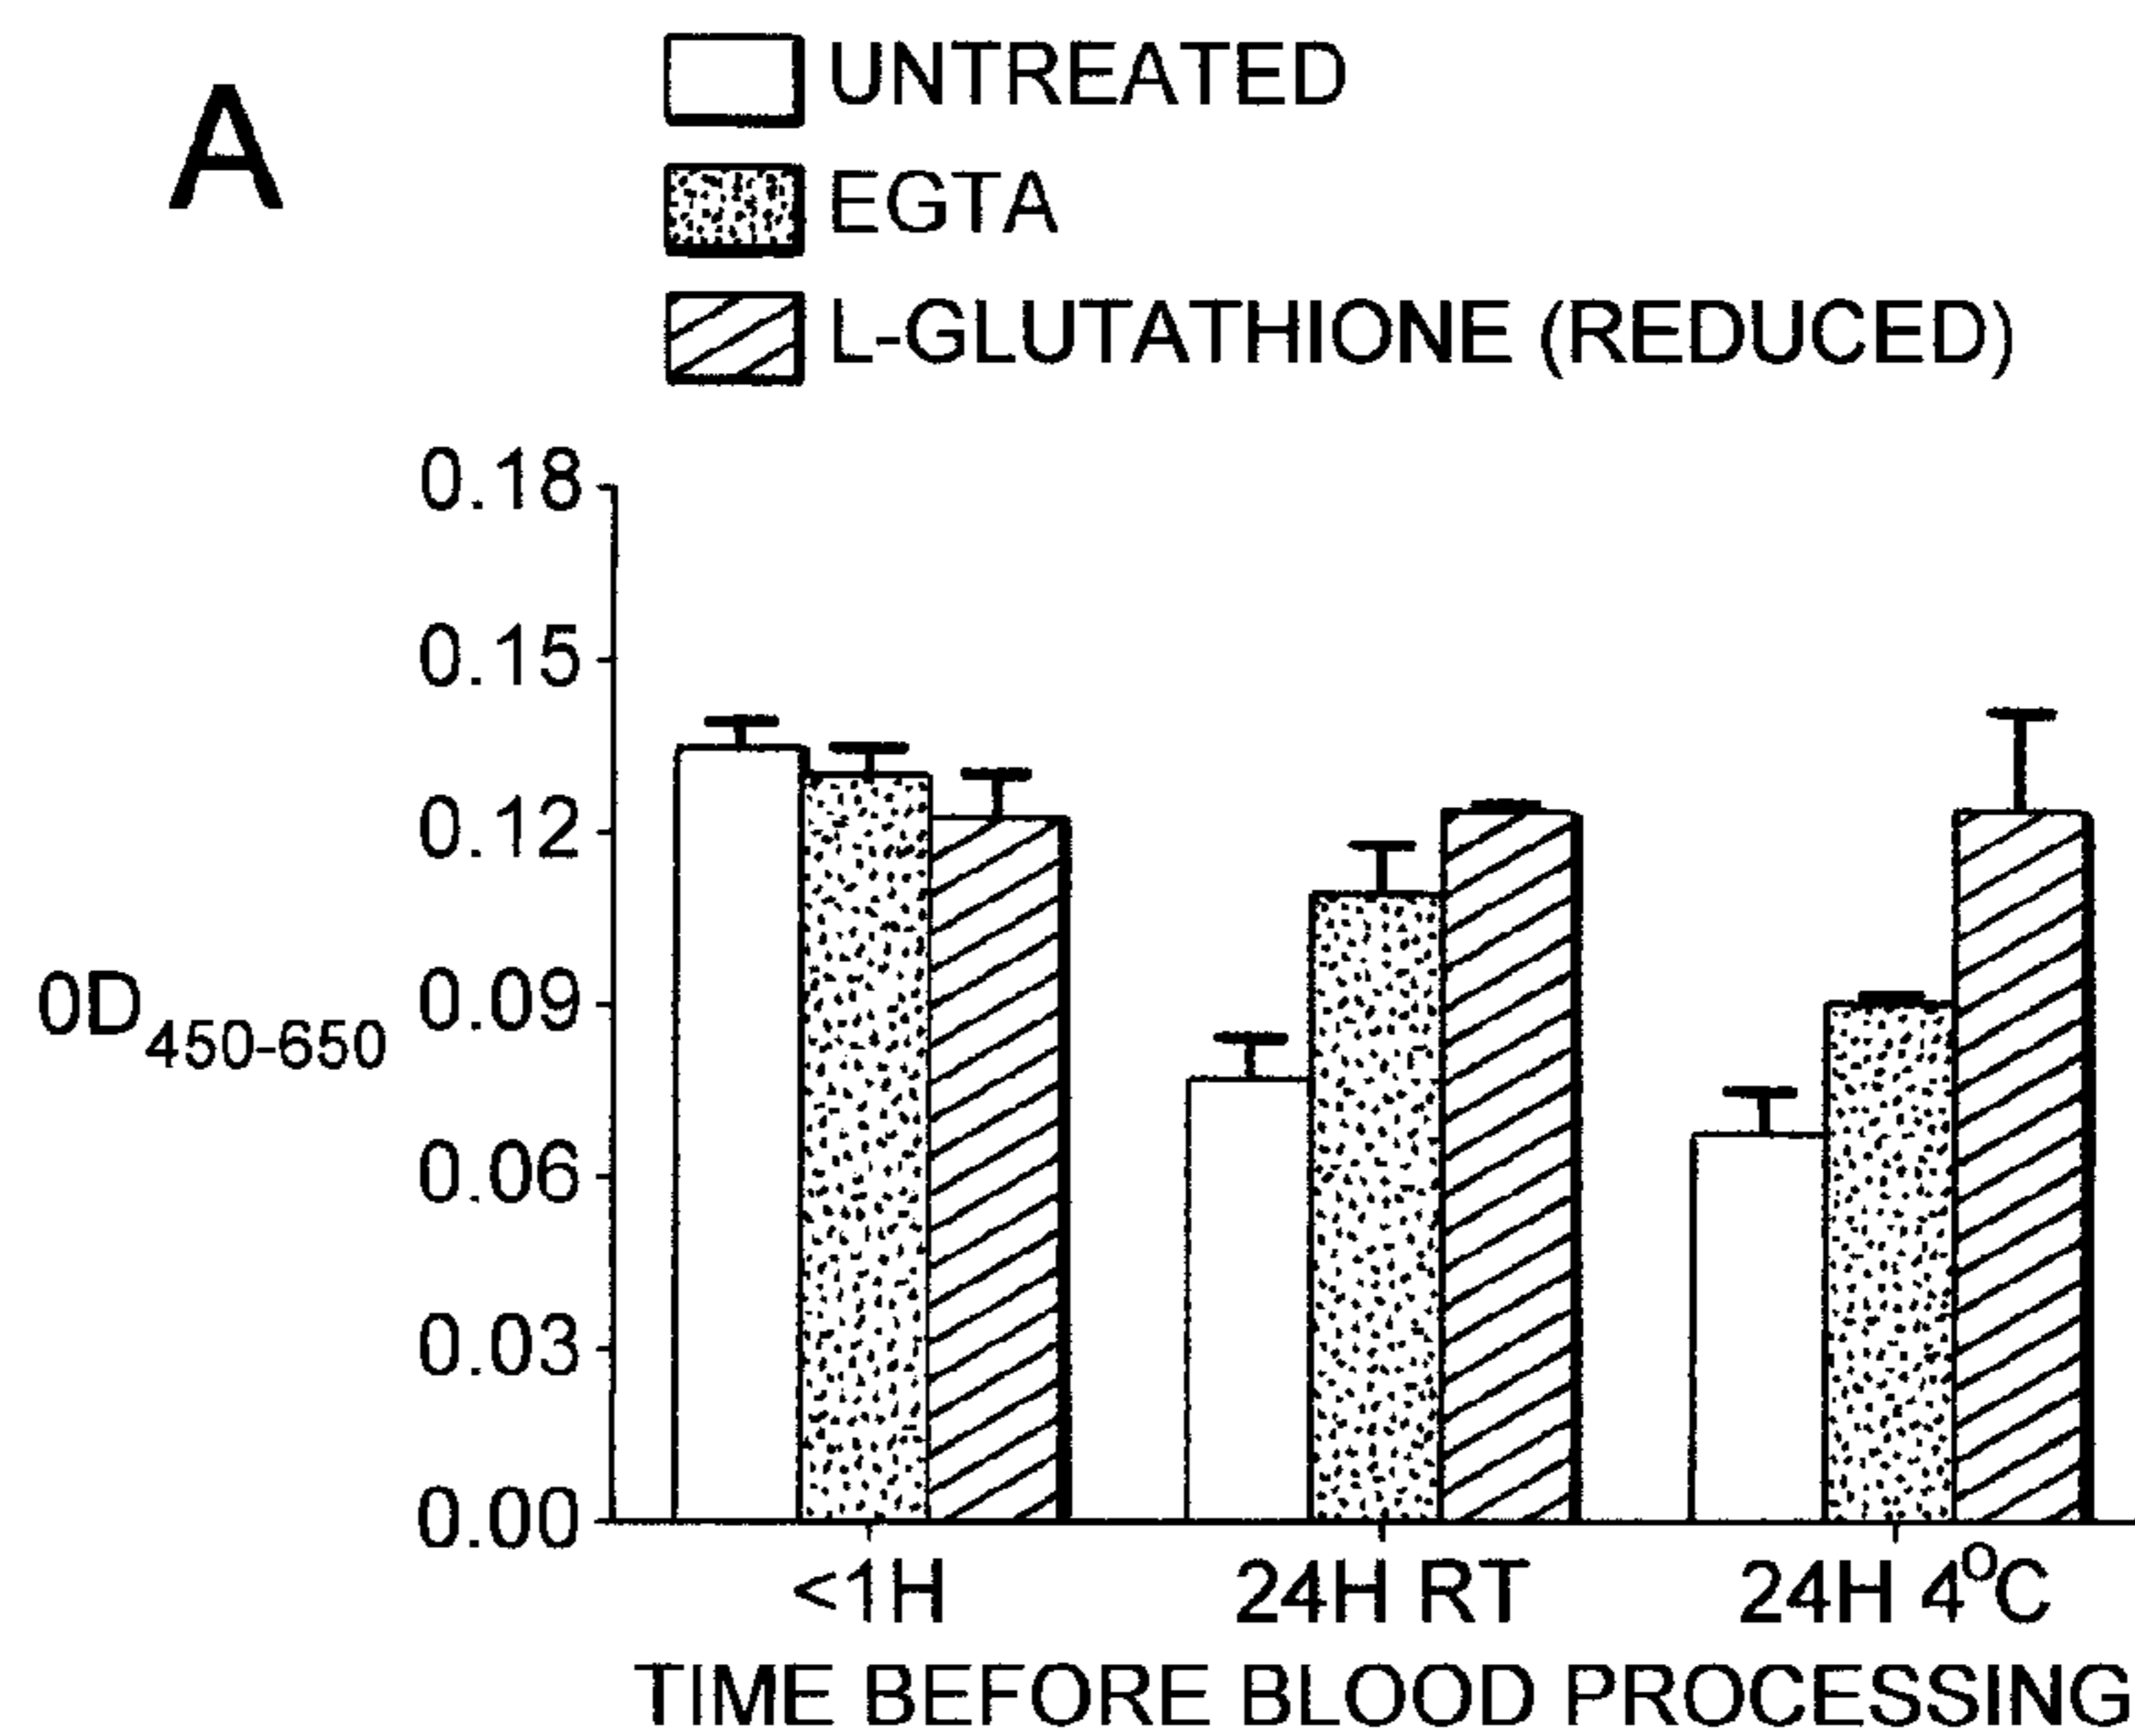 A
UNTREATED
EGTA
L-GLUTATHIONE (REDUCED)
0.18
0.15
0.12
0.09
0.06
0.03
0.00
0D450-650
<1H
24H RT
24H 4°C
TIME BEFORE BLOOD PROCESSING